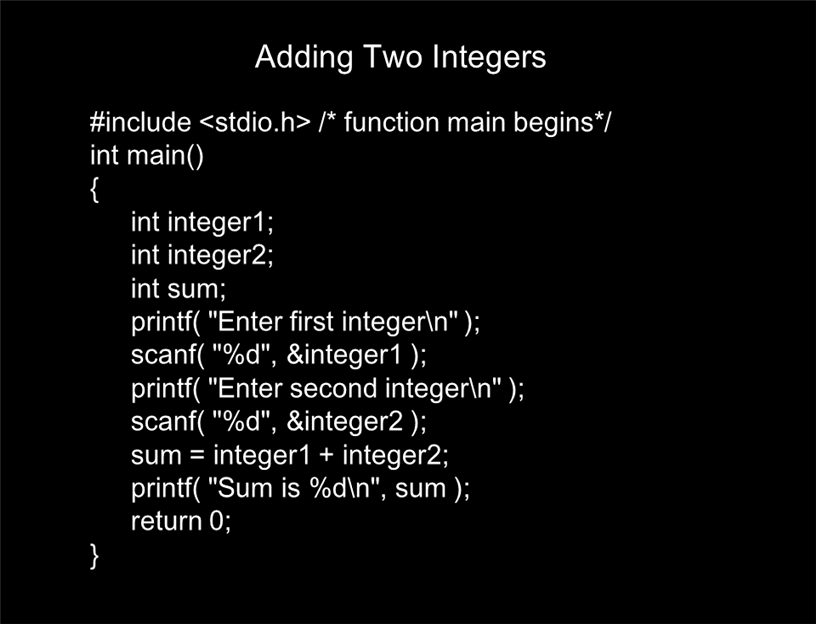 Adding Two Integers
#include <stdio.h> /* function main begins*/
int main()
{
int integer1;
int integer2;
int sum;
printf( "Enter first integer\n" );
scanf( "%d", &integer1 );
printf( "Enter second integer\n" );
scanf( "%d", &integer2 );
sum = integer1 + integer2;
printf( "Sum is %d\n", sum );
return 0;
}